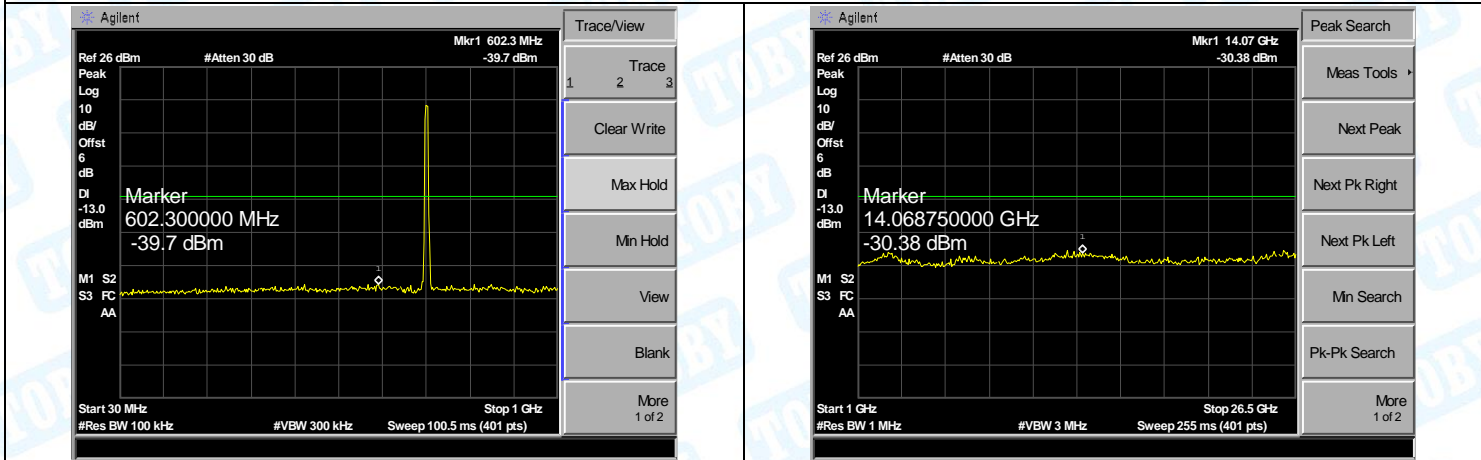 Agilent
Trace/View
Mkr1 602.3 MHz
Ref 26 dBm #Atten 30 dB -39.7 dBm
Peak
Log
10
dB/
Offst
6
dB
DI
-13.0
dBm
Marker
602.300000 MHz
-39.7 dBm
1
M1 S2
S3 FC
AA
Start 30 MHz Stop 1 GHz
#Res BW 100 kHz #VBW 300 kHz Sweep 100.5 ms (401 pts)
Trace
1 2 3
Clear Write
Max Hold
Min Hold
View
Blank
More
1 of 2
Agilent
Peak Search
Mkr1 14.07 GHz
Ref 26 dBm #Atten 30 dB -30.38 dBm
Peak
Log
10
dB/
Offst
6
dB
DI
-13.0
dBm
Marker
14.068750000 GHz
-30.38 dBm
1
M1 S2
S3 FC
AA
Start 1 GHz Stop 26.5 GHz
#Res BW 1 MHz #VBW 3 MHz Sweep 255 ms (401 pts)
Meas Tools
Next Peak
Next Pk Right
Next Pk Left
Min Search
Pk-Pk Search
More
1 of 2
TOBY